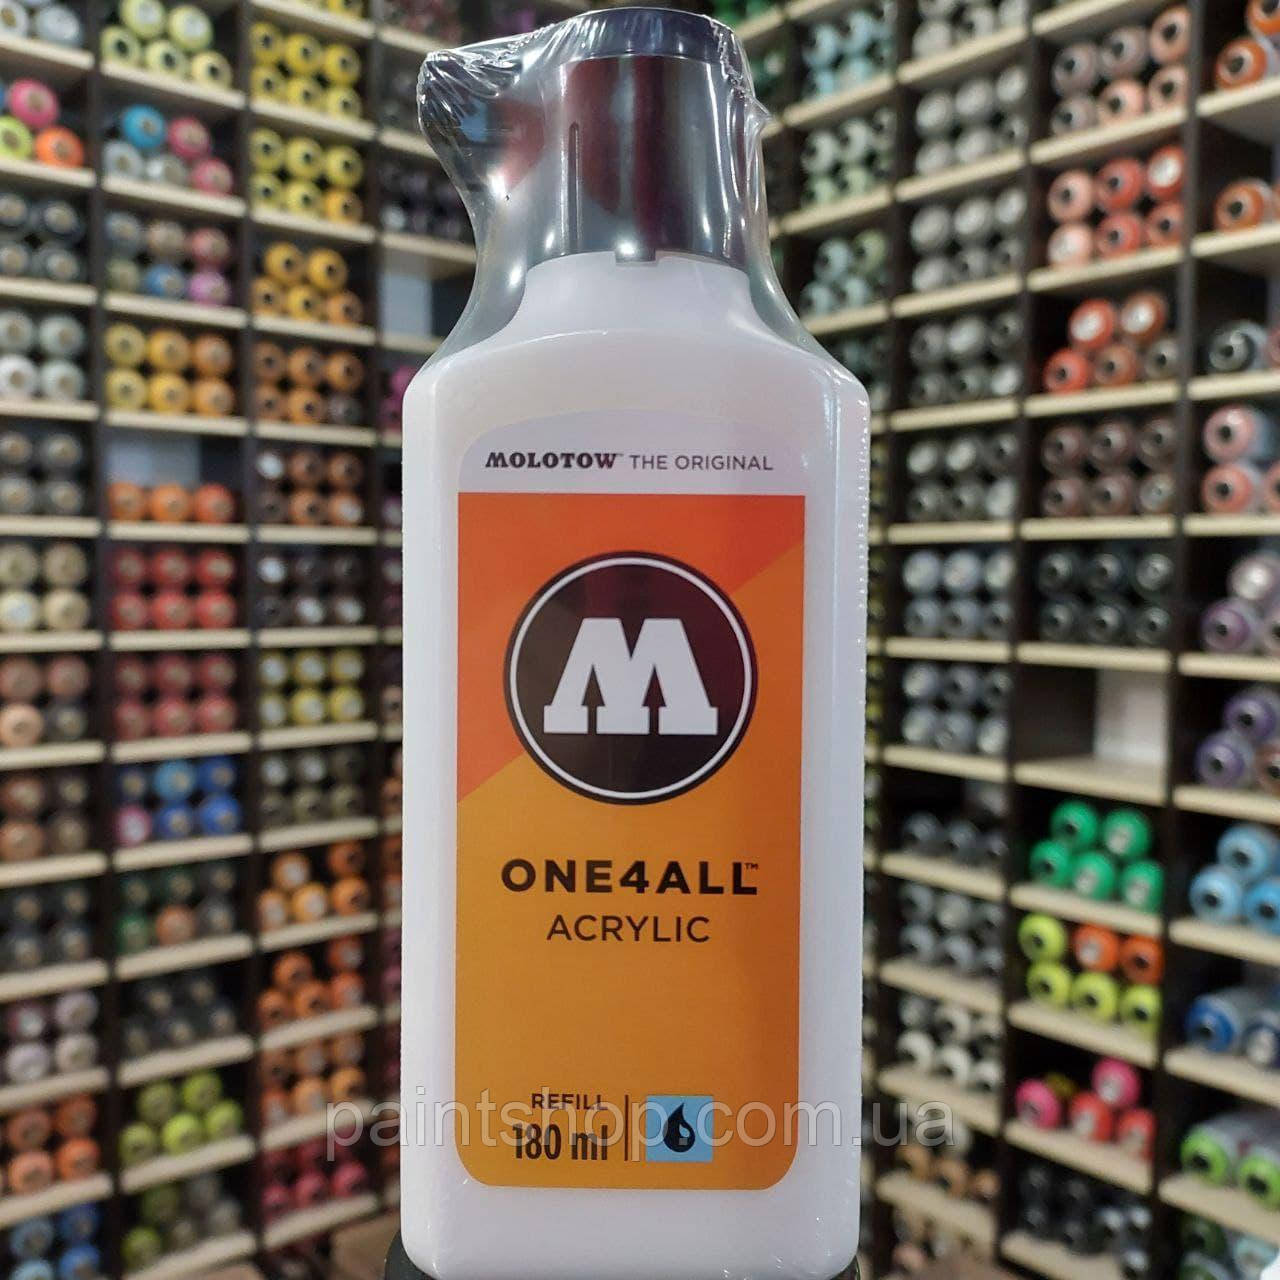 MOLOTOW™ THE ORIGINAL
M
ONE4ALL™
ACRYLIC
REFILL
180 ml
paintshop.com.ua